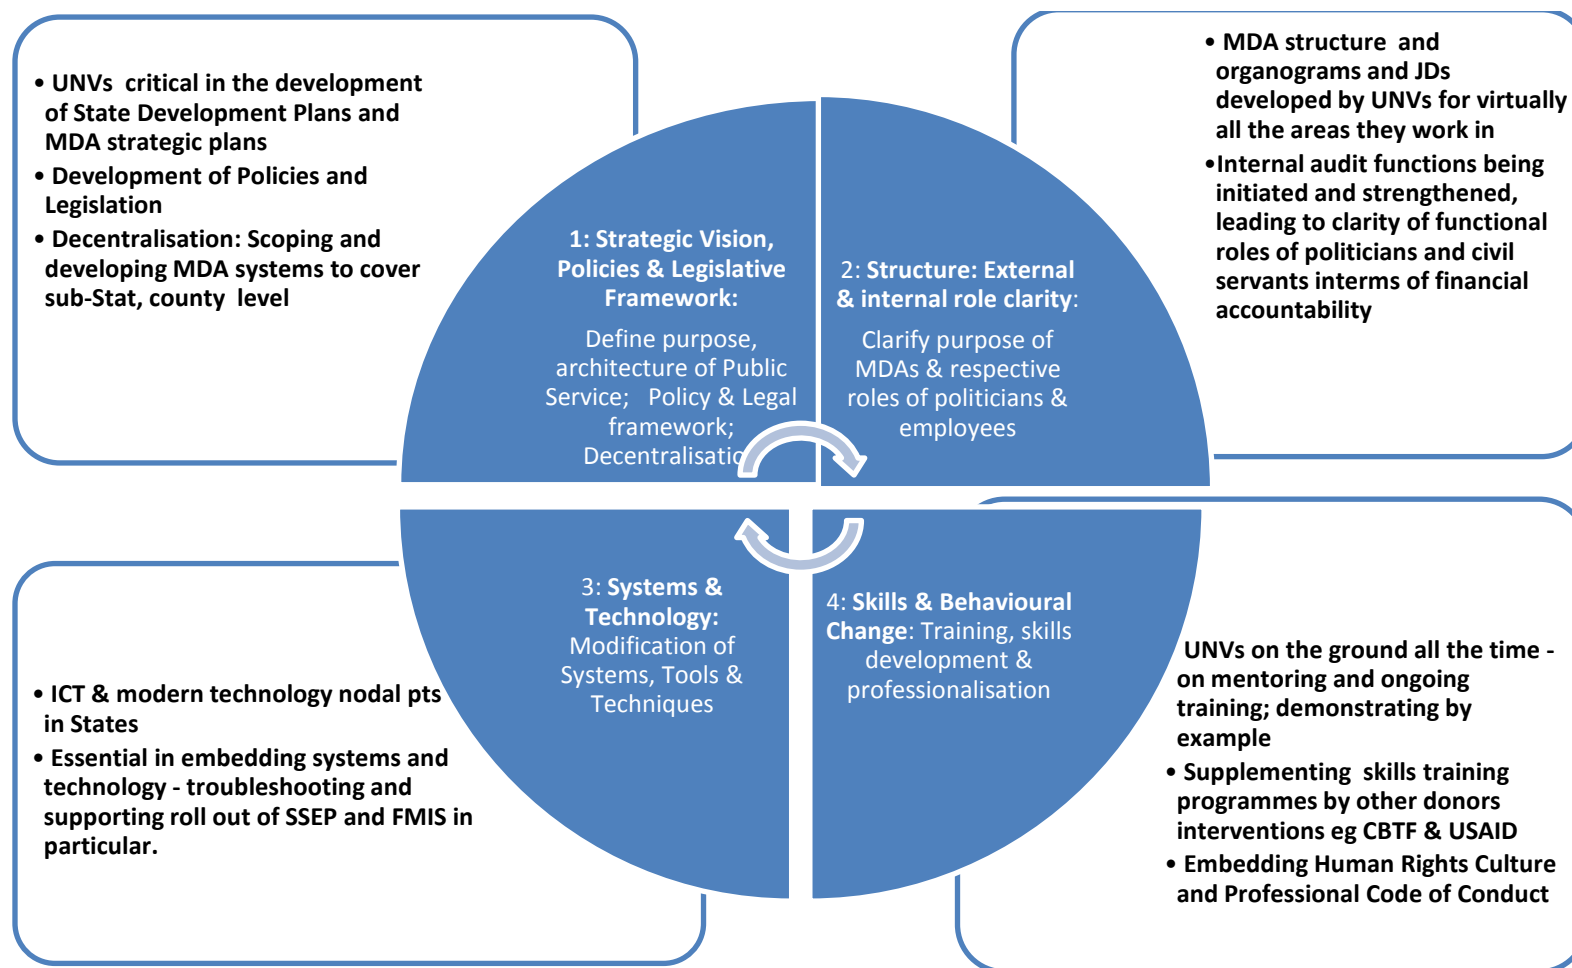 • UNVs critical in the development
of State Development Plans and
MDA strategic plans
• Development of Policies and
Legislation
• Decentralisation: Scoping and
developing MDA systems to cover
sub-Stat, county level
1: Strategic Vision,
Policies & Legislative
Framework:
Define purpose,
architecture of Public
Service; Policy & Legal
framework;
Decentralisatio
2: Structure: External
& internal role clarity:
Clarify purpose of
MDAs & respective
roles of politicians &
employees
• MDA structure and
organograms and JDs
developed by UNVs for virtually
all the areas they work in
•Internal audit functions being
initiated and strengthened,
leading to clarity of functional
roles of politicians and civil
servants interms of financial
accountability
• ICT & modern technology nodal pts
in States
• Essential in embedding systems and
technology - troubleshooting and
supporting roll out of SSEP and FMIS in
particular.
3: Systems &
Technology:
Modification of
Systems, Tools &
Techniques
4: Skills & Behavioural
Change: Training, skills
development &
professionalisation
UNVs on the ground all the time -
on mentoring and ongoing
training; demonstrating by
example
• Supplementing skills training
programmes by other donors
interventions eg CBTF & USAID
• Embedding Human Rights Culture
and Professional Code of Conduct